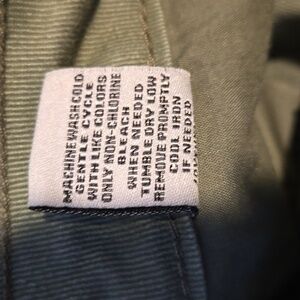 MACHINE WASH COLD
GENTLE CYCLE
WITH LIKE COLORS
ONLY NON-CHLORINE
BLEACH
WHEN NEEDED
TUMBLE DRY LOW
REMOVE PROMPTLY
COOL IRON
IF NEEDED